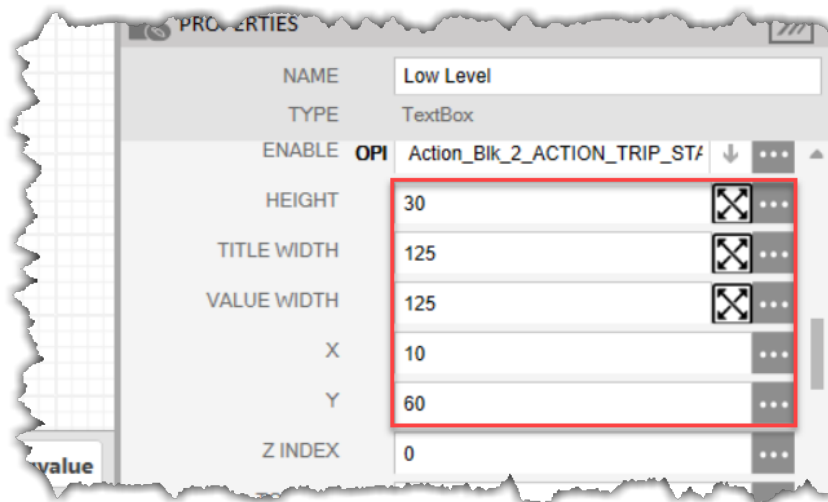 PROPERTIES
NAME Low Level
TYPE TextBox
ENABLE OPI Action_Blk_2_ACTION_TRIP_STA
HEIGHT 30
TITLE WIDTH 125
VALUE WIDTH 125
X 10
Y 60
Z INDEX 0
value